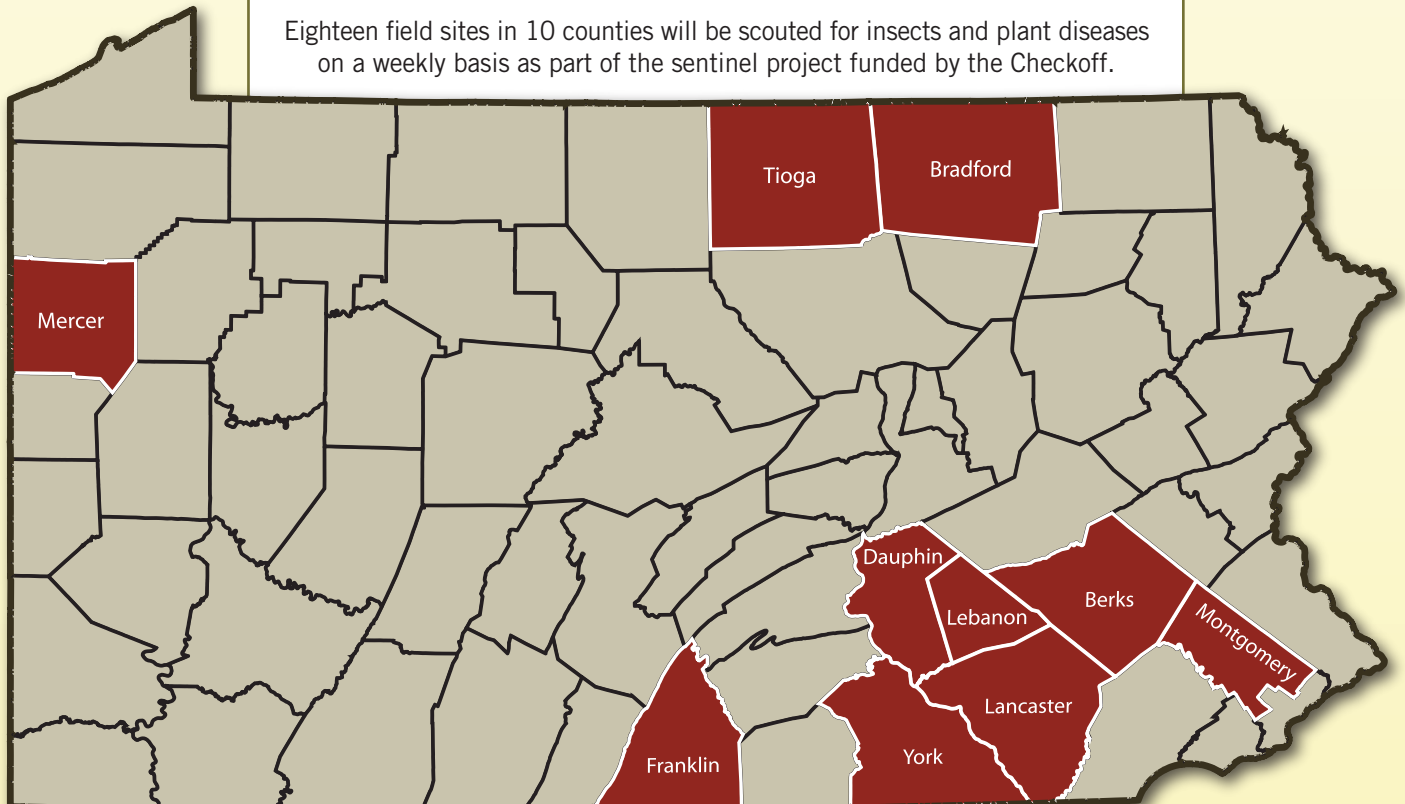 Eighteen field sites in 10 counties will be scouted for insects and plant diseases
on a weekly basis as part of the sentinel project funded by the Checkoff.
Tioga
Bradford
Mercer
Dauphin
Lebanon
Berks
Montgomery
Lancaster
York
Franklin